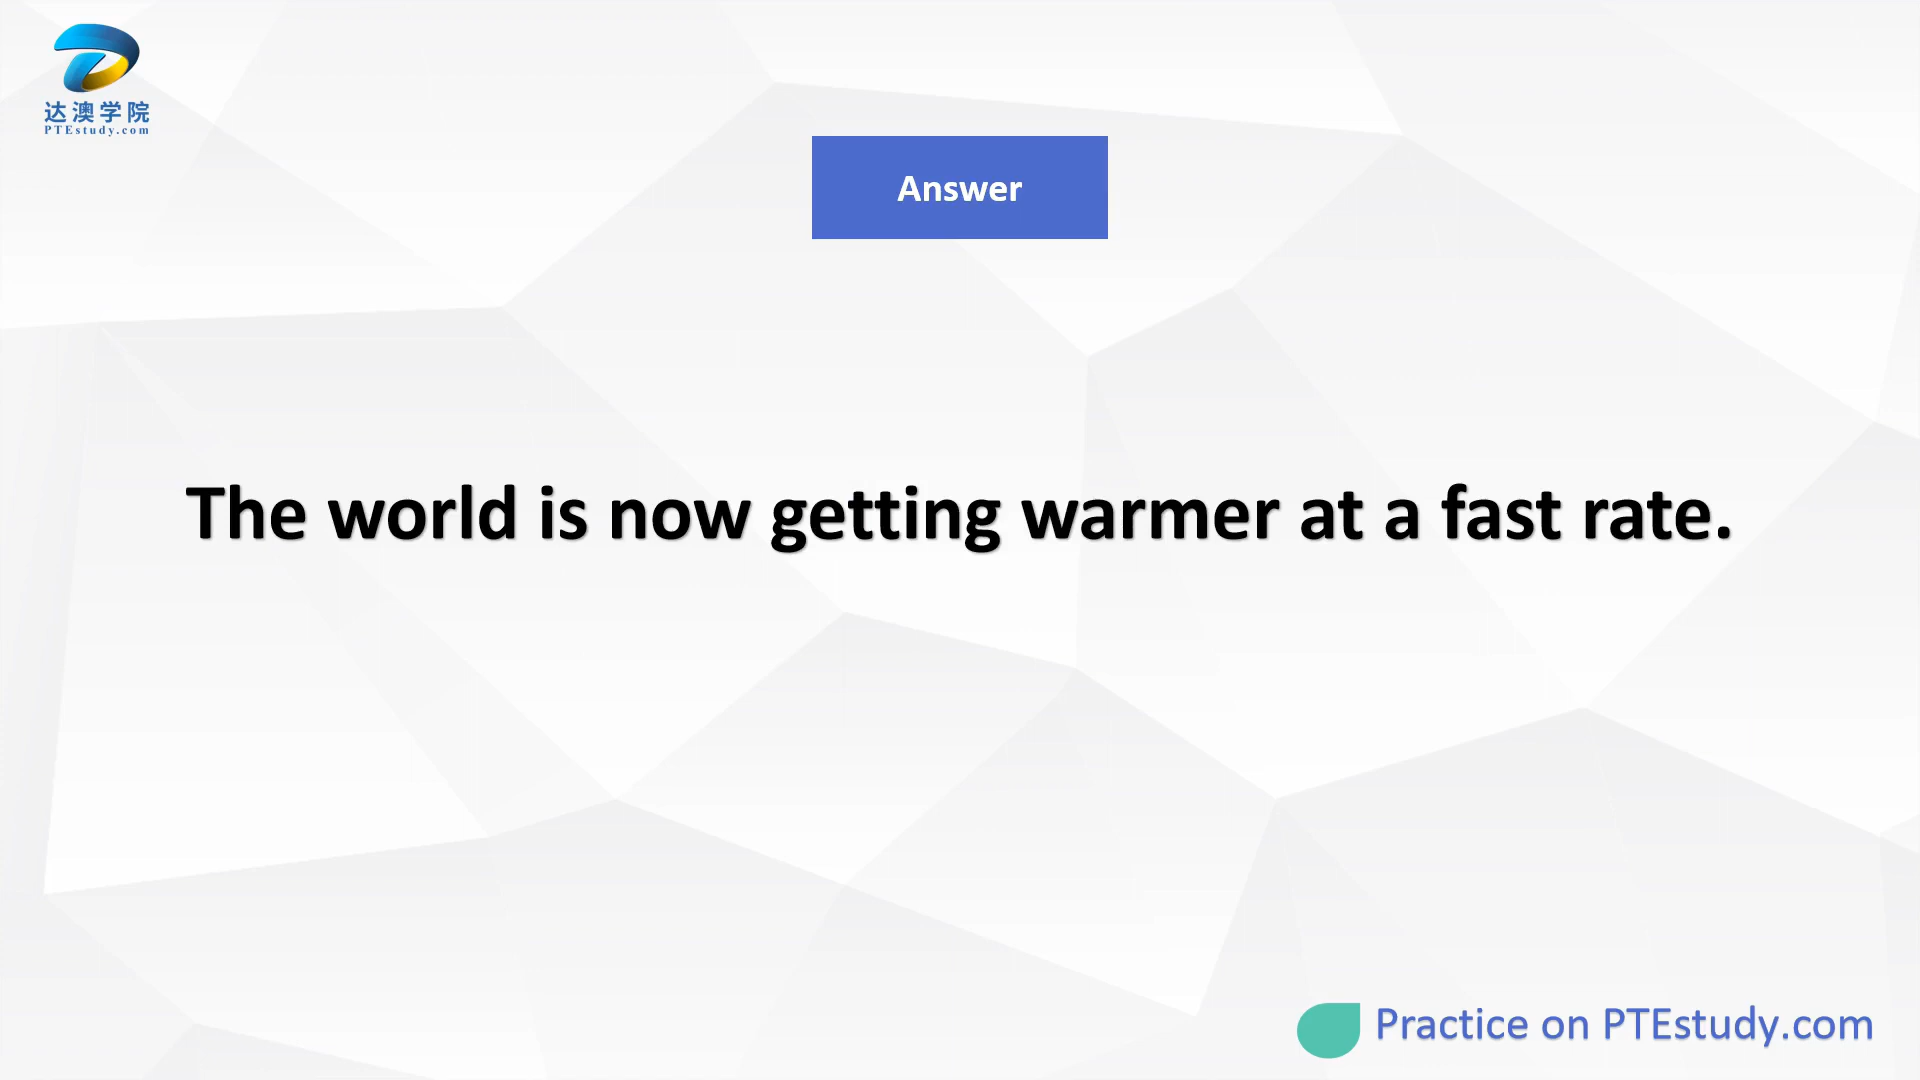 达澳学院
PTEstudy.com
Answer
The world is now getting warmer at a fast rate.
Practice on PTEstudy.com